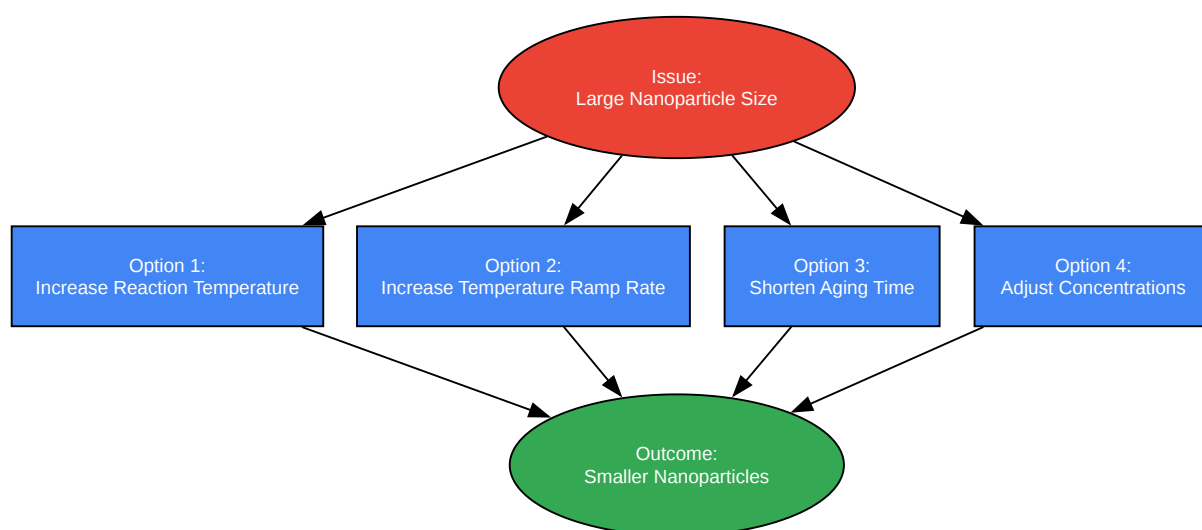 Issue:
Large Nanoparticle Size
Option 1:
Increase Reaction Temperature
Option 2:
Increase Temperature Ramp Rate
Option 3:
Shorten Aging Time
Option 4:
Adjust Concentrations
Outcome:
Smaller Nanoparticles